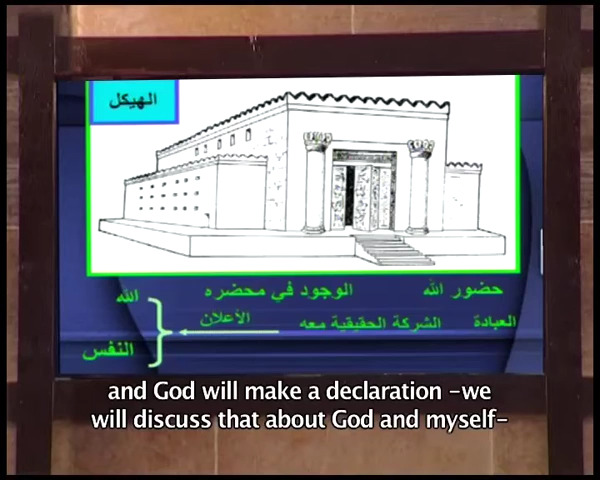 الهيكل
حضور الله الوجود في محضره الله
العبادة الشركة الحقيقية معه الأعلان
النفس
and God will make a declaration –we
will discuss that about God and myself–